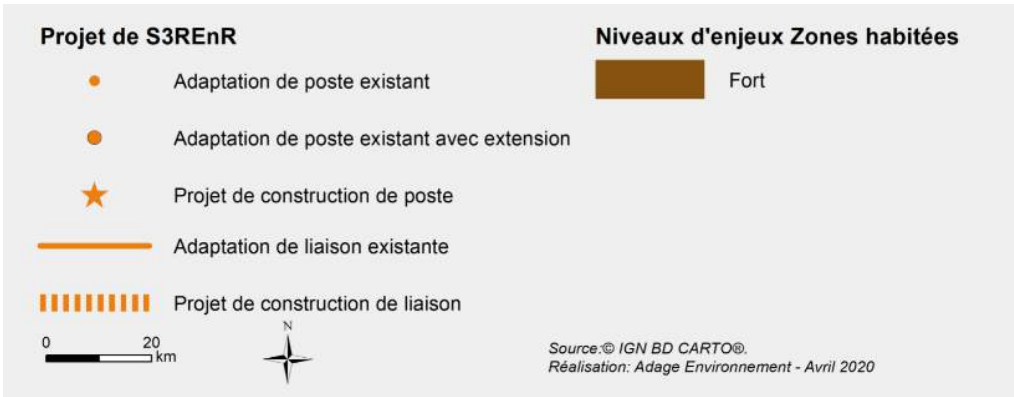 Projet de S3REnR
Adaptation de poste existant
Adaptation de poste existant avec extension
Projet de construction de poste
Adaptation de liaison existante
Projet de construction de liaison
Niveaux d'enjeux Zones habitées
Fort
0 20
km
N
Source:© IGN BD CARTO®.
Réalisation: Adage Environnement - Avril 2020